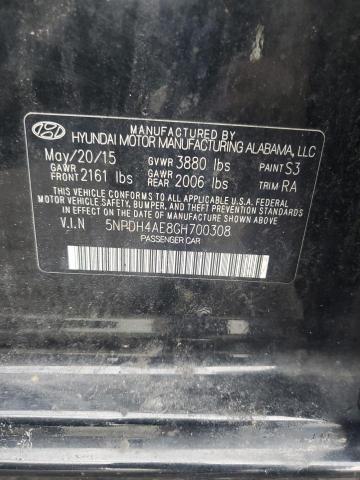 MANUFACTURED BY
HYUNDAI MOTOR MANUFACTURING ALABAMA, LLC
May/20/15 GVWR 3880 lbs PAINT S3
GAWR FRONT 2161 lbs GAWR REAR 2006 lbs TRIM RA
THIS VEHICLE CONFORMS TO ALL APPLICABLE U.S.A. FEDERAL
MOTOR VEHICLE SAFETY, BUMPER, AND THEFT PREVENTION
STANDARDS IN EFFECT ON THE DATE OF MANUFACTURE SHOWN ABOVE.
V.I.N 5NPDH4AE8GH700308
PASSENGER CAR